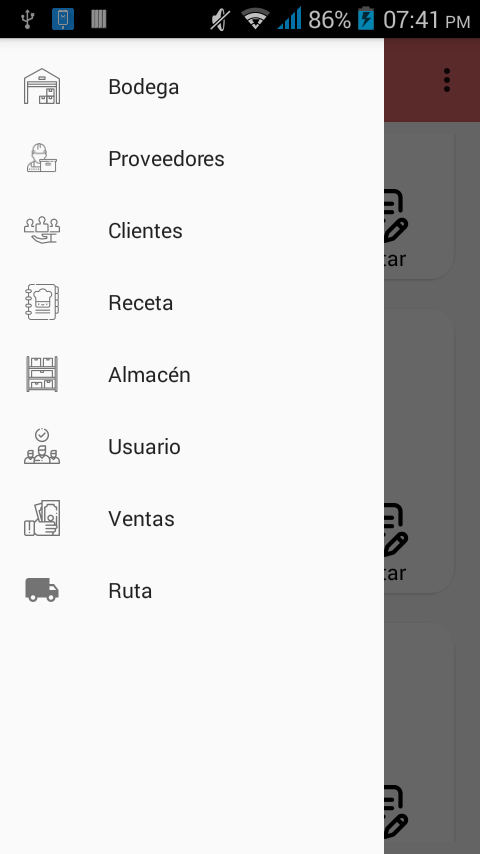 86% 07:41 PM
Bodega
Proveedores
tar
Clientes
Receta
Almacén
Usuario
Ventas
tar
Ruta